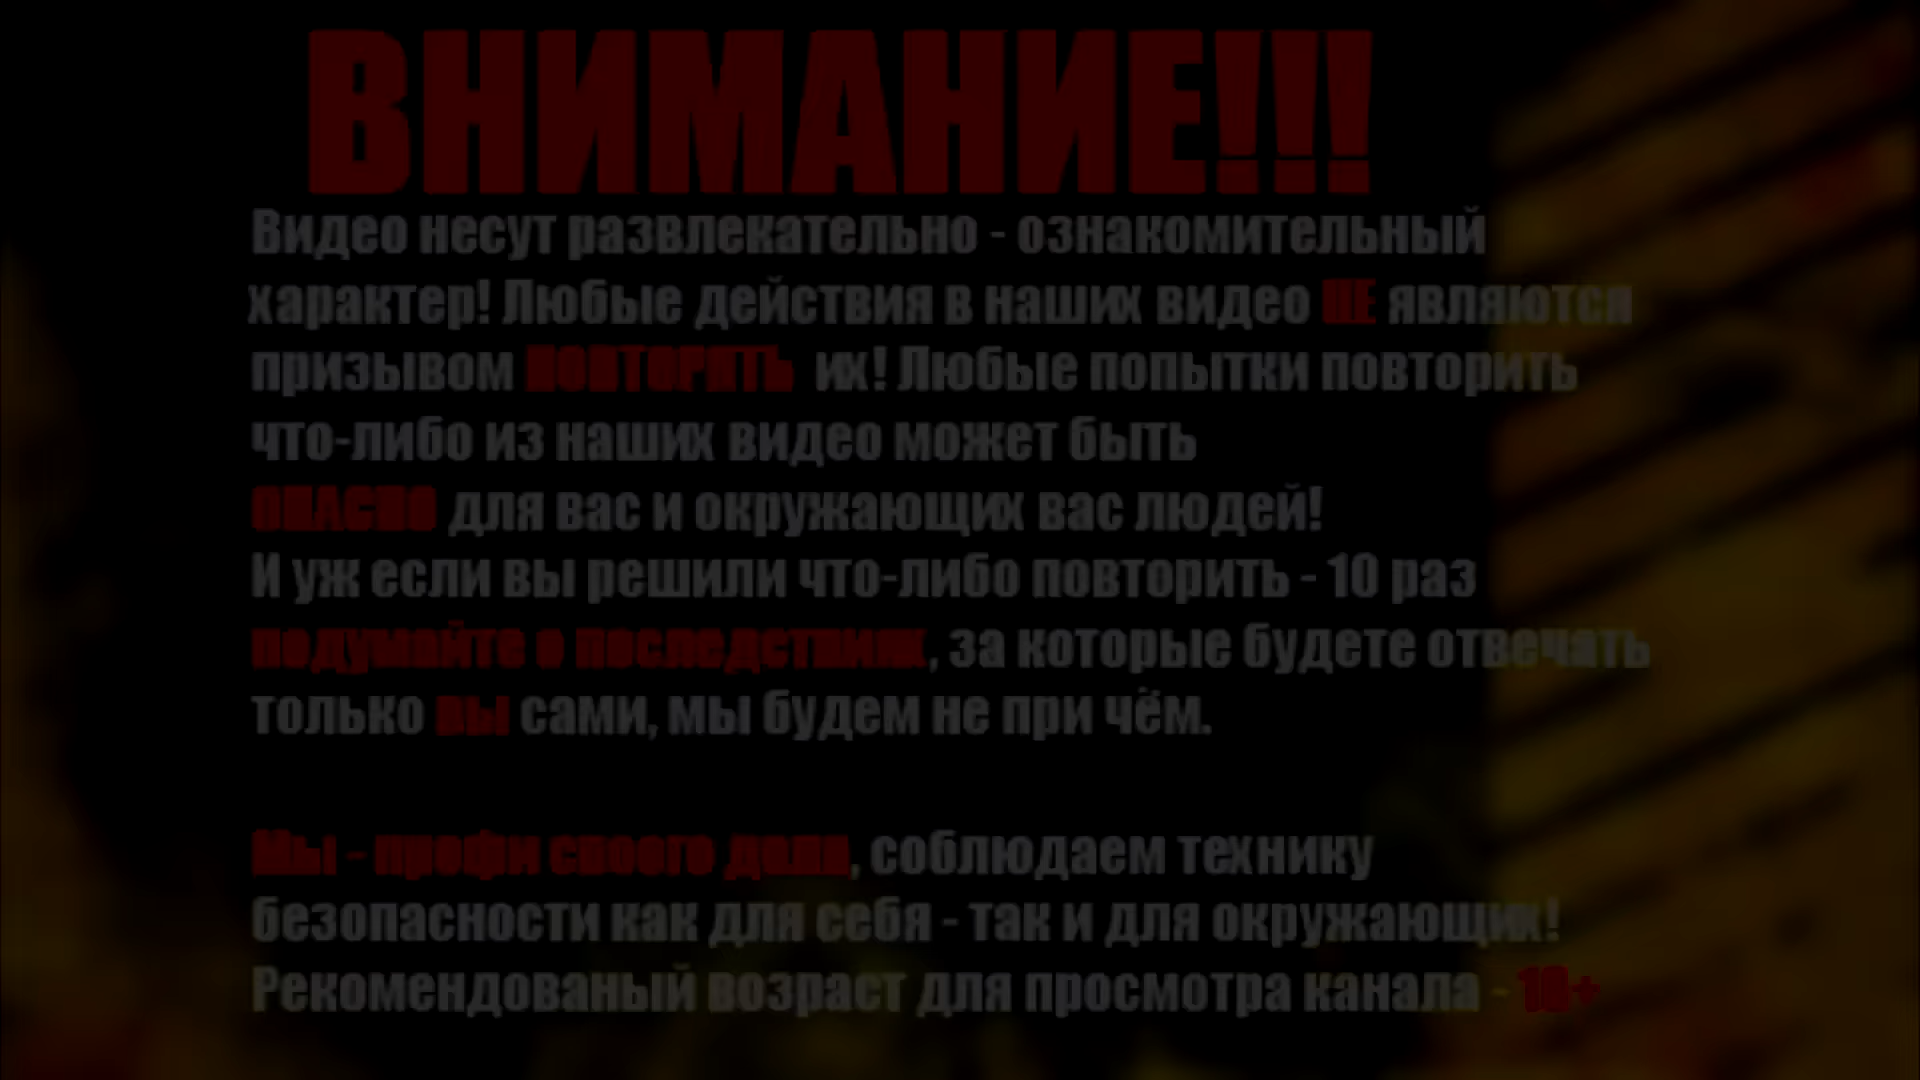 ВНИМАНИЕ!!!
Видео несут развлекательно - ознакомительный
характер! Любые действия в наших видео НЕ являются
призывом ПОВТОРЯТЬ их! Любые попытки повторить
что-либо из наших видео может быть
ОПАСНО для вас и окружающих вас людей!
И уж если вы решили что-либо повторить - 10 раз
подумайте о последствиях, за которые будете отвечать
только вы сами, мы будем не при чём.
Мы - профи своего дела, соблюдаем технику
безопасности как для себя - так и для окружающих!
Рекомендованый возраст для просмотра канала -